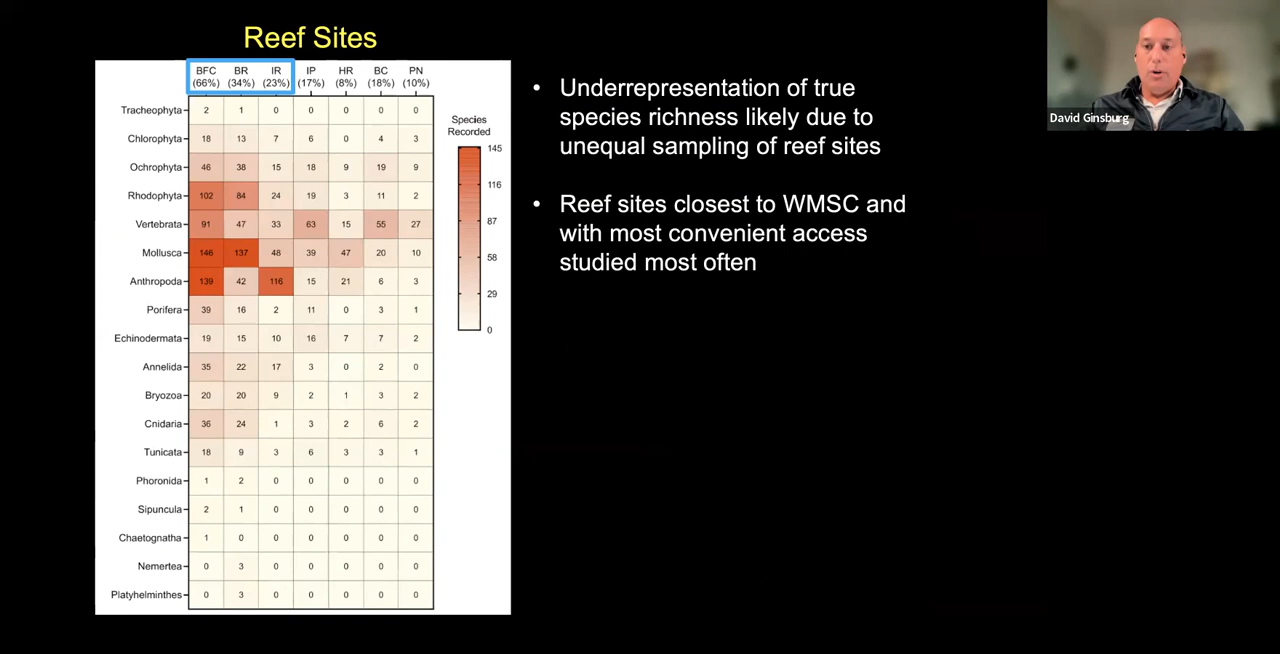 Reef Sites
BFC BR IR IP HR BC PN
(66%) (34%) (23%) (17%) (8%) (18%) (10%)
Tracheophyta 2 1 0 0 0 0 0
Chlorophyta 18 13 7 6 0 4 3
Ochrophyta 46 38 15 18 9 19 9
Rhodophyta 102 84 24 19 3 11 2
Vertebrata 91 47 33 63 15 55 27
Mollusca 146 137 48 39 47 20 10
Anthropoda 139 42 116 15 21 6 3
Porifera 39 16 2 11 0 3 1
Echinodermata 19 15 10 16 7 7 2
Annelida 35 22 17 3 0 2 0
Bryozoa 20 20 9 2 1 3 2
Cnidaria 36 24 1 3 2 6 2
Tunicata 18 9 3 6 3 3 1
Phoronida 1 2 0 0 0 0 0
Sipuncula 2 1 0 0 0 0 0
Chaetognatha 1 0 0 0 0 0 0
Nemertea 0 3 0 0 0 0 0
Platyhelminthes 0 3 0 0 0 0 0
Species
Recorded
145
116
87
58
29
0
• Underrepresentation of true
species richness likely due to
unequal sampling of reef sites
• Reef sites closest to WMSC and
with most convenient access
studied most often
David Ginsburg